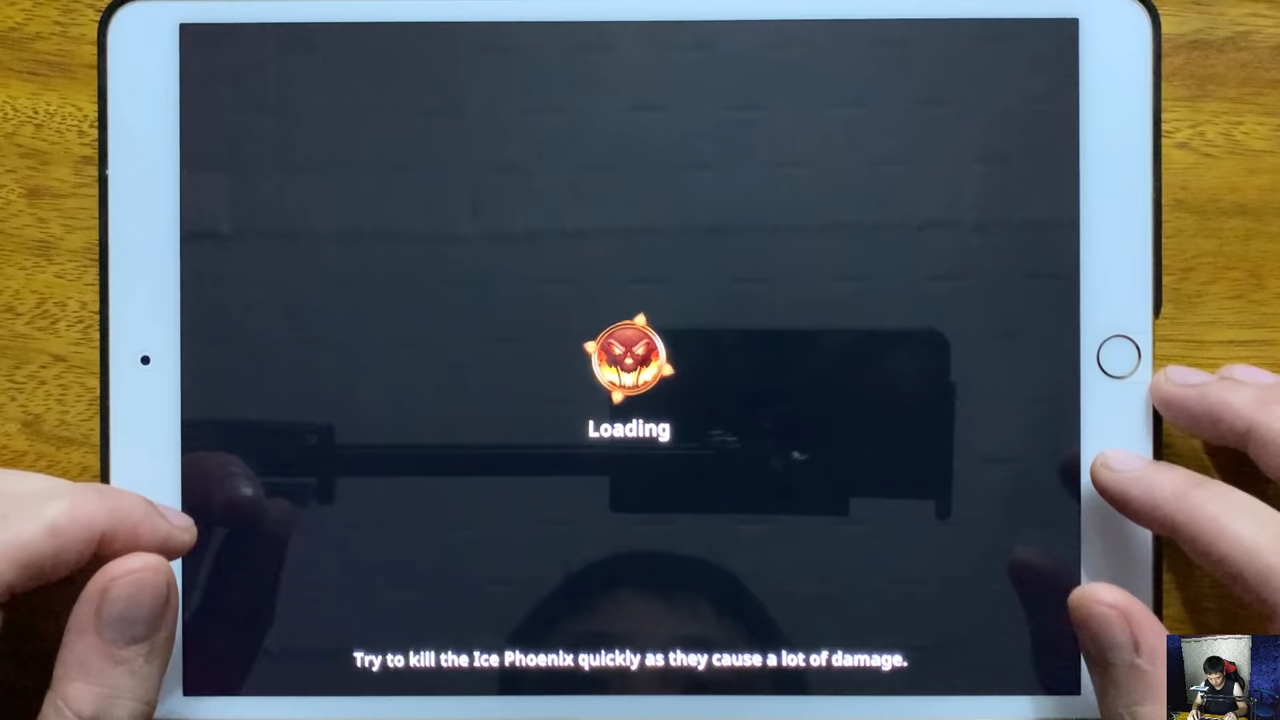 Loading
Try to kill the Ice Phoenix quickly as they cause a lot of damage.